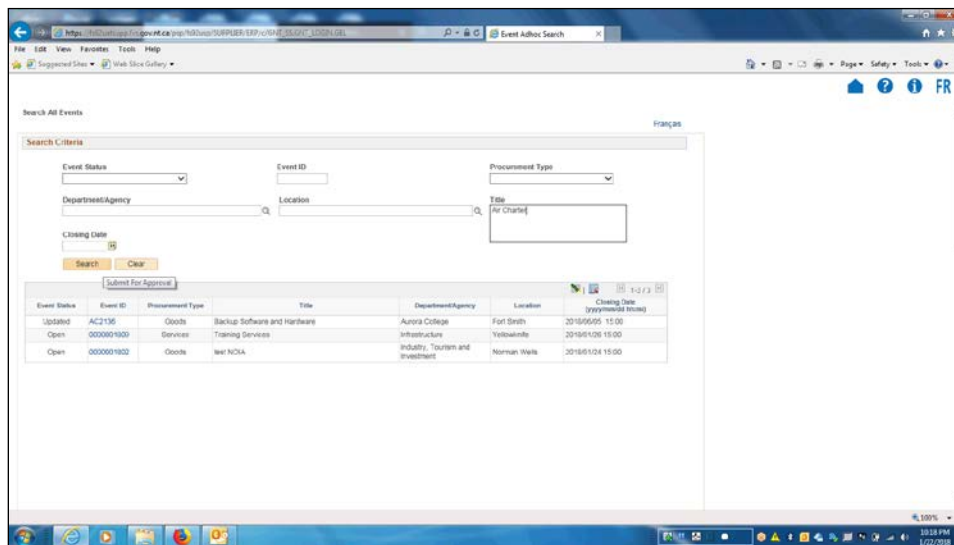 Event Adhoc Search
File Edit View Favorites Tools Help
Suggested Sites Web Slice Gallery
Page Safety Tools
FR
Search All Events
Français
Search Criteria
Event Status Event ID Procurement Type
Department/Agency Location Title
Air Charter
Closing Date
Search Clear
Submit For Approval
1-3 / 3
Event Status Event ID Procurement Type Title Department/Agency Location Closing Date
(yyyy/mm/dd hh:mi)
Updated AC2136 Goods Backup Software and Hardware Aurora College Fort Smith 2018/06/05 15:00
Open 0000601800 Services Training Services Infrastructure Yellowknife 2018/01/26 15:00
Open 0000601802 Goods test NOIA Industry, Tourism and Investment Norman Wells 2018/01/24 15:00
100%
10:18 PM
1/22/2018